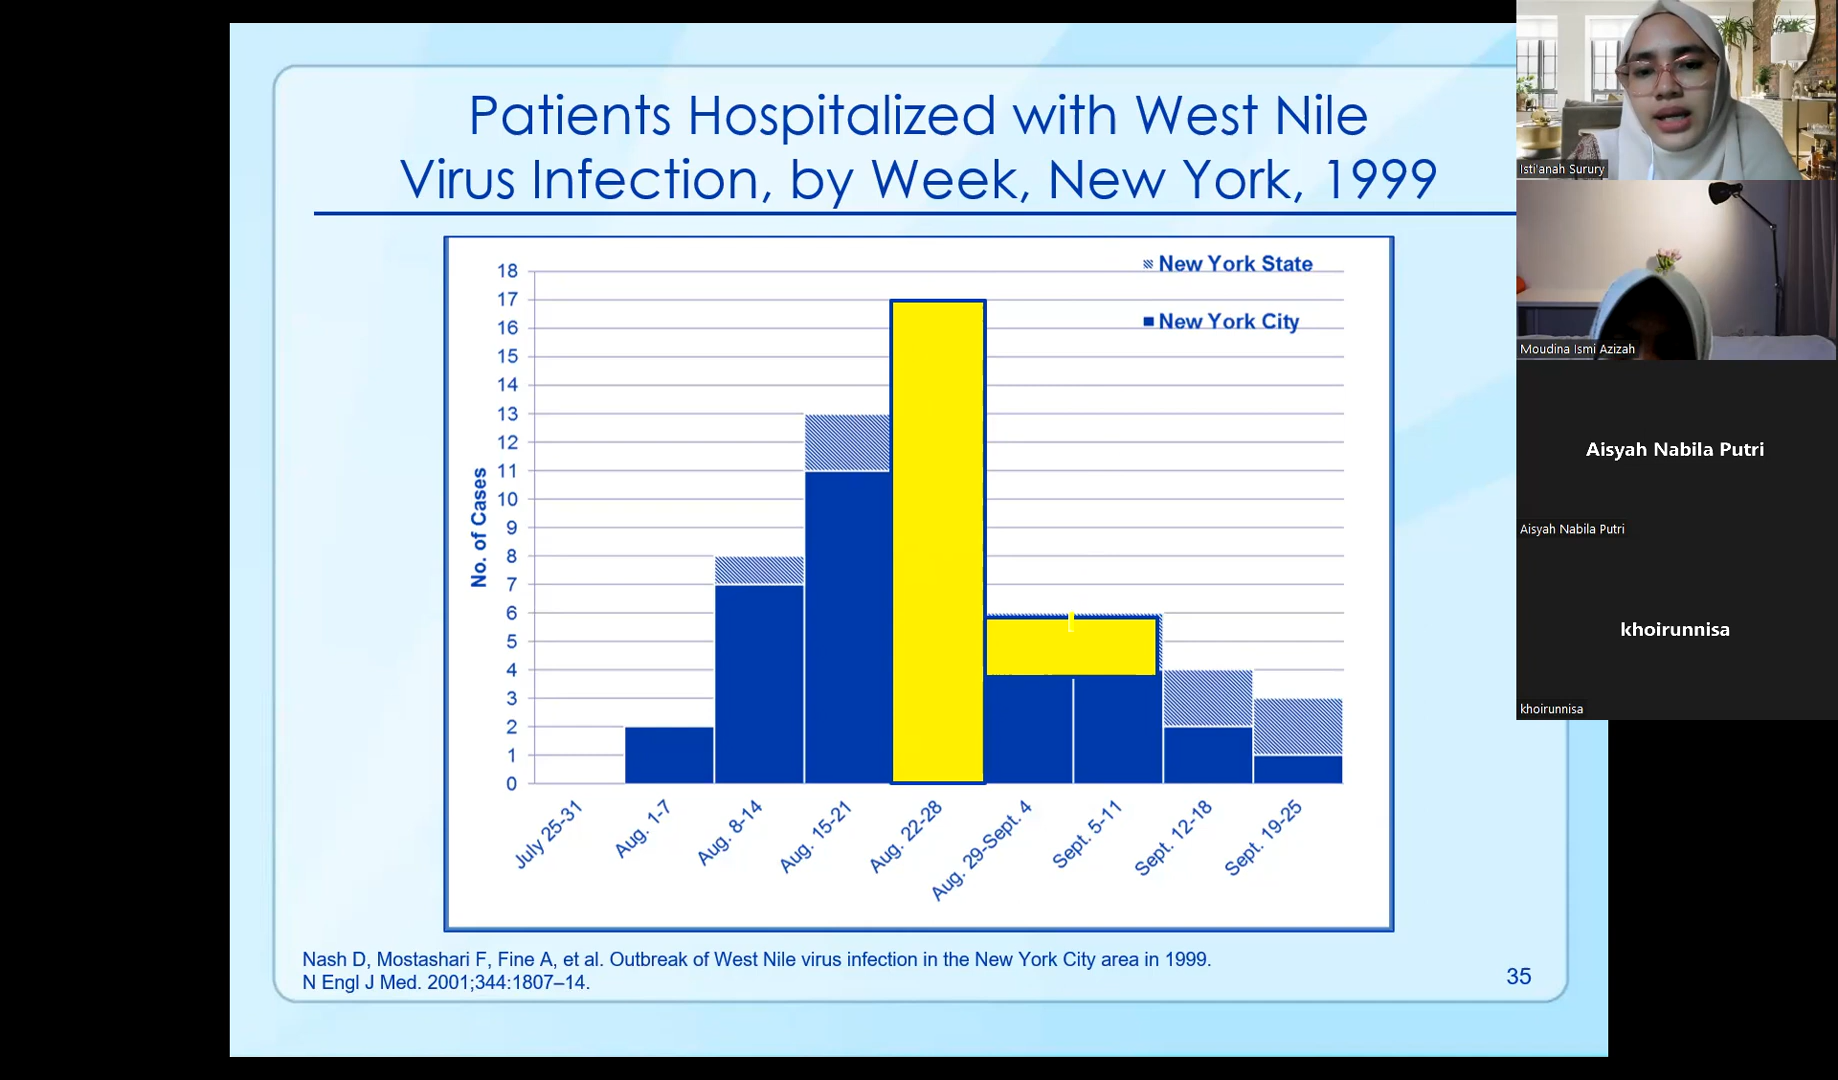 Patients Hospitalized with West Nile
Virus Infection, by Week, New York, 1999
New York State
New York City
18
17
16
15
14
13
12
11
10
9
8
7
6
5
4
3
2
1
0
No. of Cases
July 25-31
Aug. 1-7
Aug. 8-14
Aug. 15-21
Aug. 22-28
Aug. 29-Sept. 4
Sept. 5-11
Sept. 12-18
Sept. 19-25
Nash D, Mostashari F, Fine A, et al. Outbreak of West Nile virus infection in the New York City area in 1999.
N Engl J Med. 2001;344:1807–14.
35
Isti'anah Surury
Moudina Ismi Azizah
Aisyah Nabila Putri
Aisyah Nabila Putri
khoirunnisa
khoirunnisa